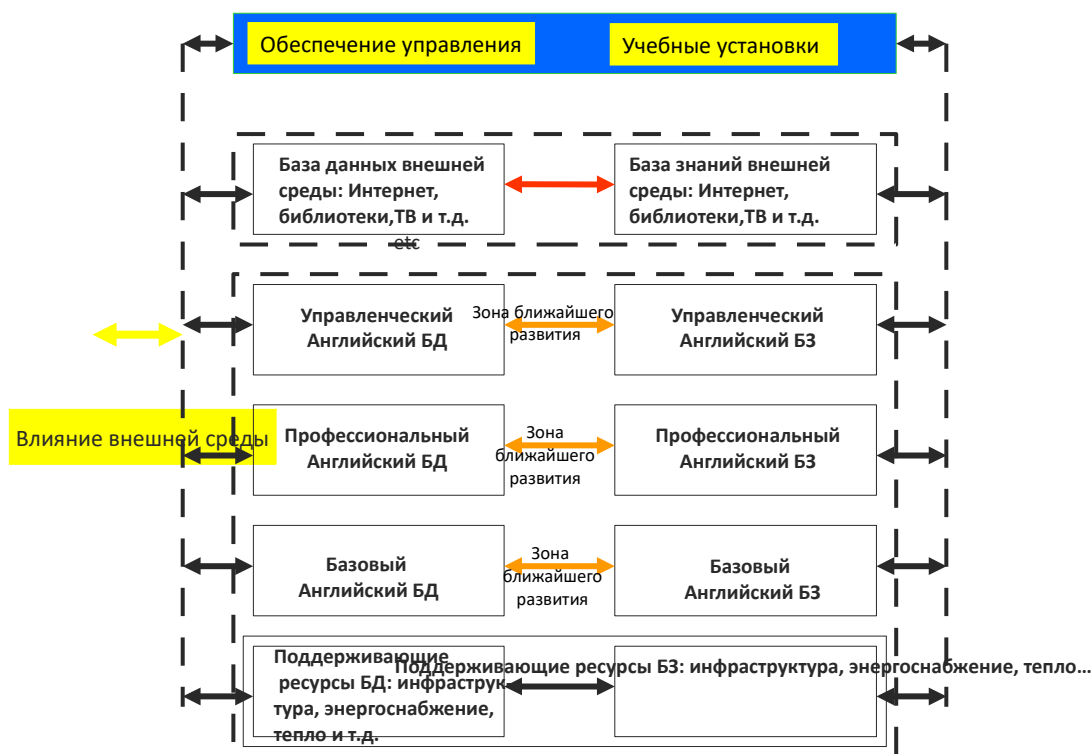 Обеспечение управления
Учебные установки
База данных внешней
среды: Интернет,
библиотеки,ТВ и т.д.
etc
База знаний внешней
среды: Интернет,
библиотеки,ТВ и т.д.
Управленческий
Английский БД
Зона ближайшего
развития
Управленческий
Английский БЗ
Влияние внешней среды
Профессиональный
Английский БД
Зона
ближайшего
развития
Профессиональный
Английский БЗ
Базовый
Английский БД
Зона
ближайшего
развития
Базовый
Английский БЗ
Поддерживающие
ресурсы БД: инфраструк-
тура, энергоснабжение,
тепло и т.д.
Поддерживающие ресурсы БЗ: инфраструктура, энергоснабжение, тепло…